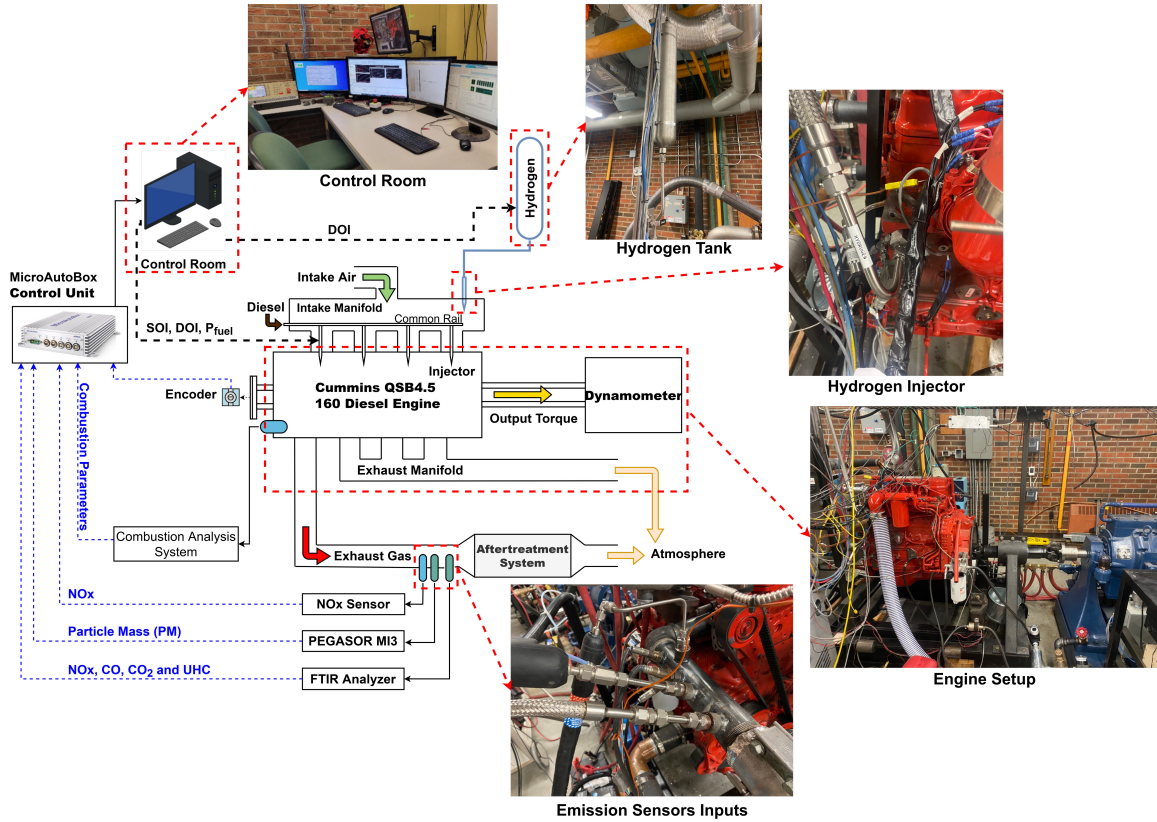 Control Room
Hydrogen
Hydrogen Tank
DOI
Control Room
MicroAutoBox
Control Unit
Intake Air
Diesel
Intake Manifold
Common Rail
SOI, DOI, Pfuel
Hydrogen Injector
Injector
Encoder
Cummins QSB4.5
160 Diesel Engine
Dynamometer
Output Torque
Combustion Parameters
Exhaust Manifold
Combustion Analysis
System
Exhaust Gas
Aftertreatment
System
Atmosphere
NOx
NOx Sensor
Particle Mass (PM)
PEGASOR MI3
NOx, CO, CO2 and UHC
FTIR Analyzer
Engine Setup
Emission Sensors Inputs